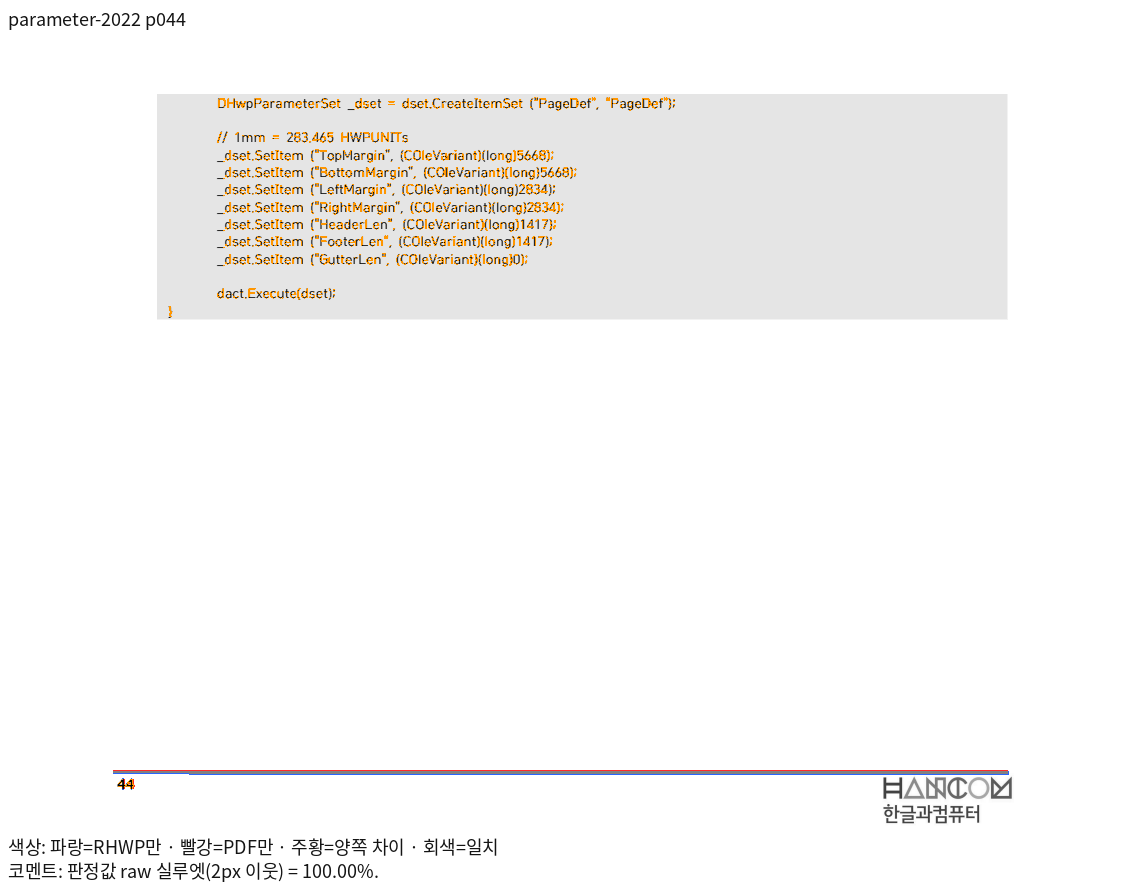 parameter-2022 p044
DHwpParameterSet _dset = dset.CreateItemSet ("PageDef", "PageDef");
// 1mm = 283.465 HWPUNITs
_dset.SetItem ("TopMargin", (COleVariant)(long)5668);
_dset.SetItem ("BottomMargin", (COleVariant)(long)5668);
_dset.SetItem ("LeftMargin", (COleVariant)(long)2834);
_dset.SetItem ("RightMargin", (COleVariant)(long)2834);
_dset.SetItem ("HeaderLen", (COleVariant)(long)1417);
_dset.SetItem ("FooterLen", (COleVariant)(long)1417);
_dset.SetItem ("GutterLen", (COleVariant)(long)0);
dact.Execute(dset);
}
44
HANCOM
한글과컴퓨터
색상: 파랑=RHWP만 · 빨강=PDF만 · 주황=양쪽 차이 · 회색=일치
코멘트: 판정값 raw 실루엣(2px 이웃) = 100.00%.